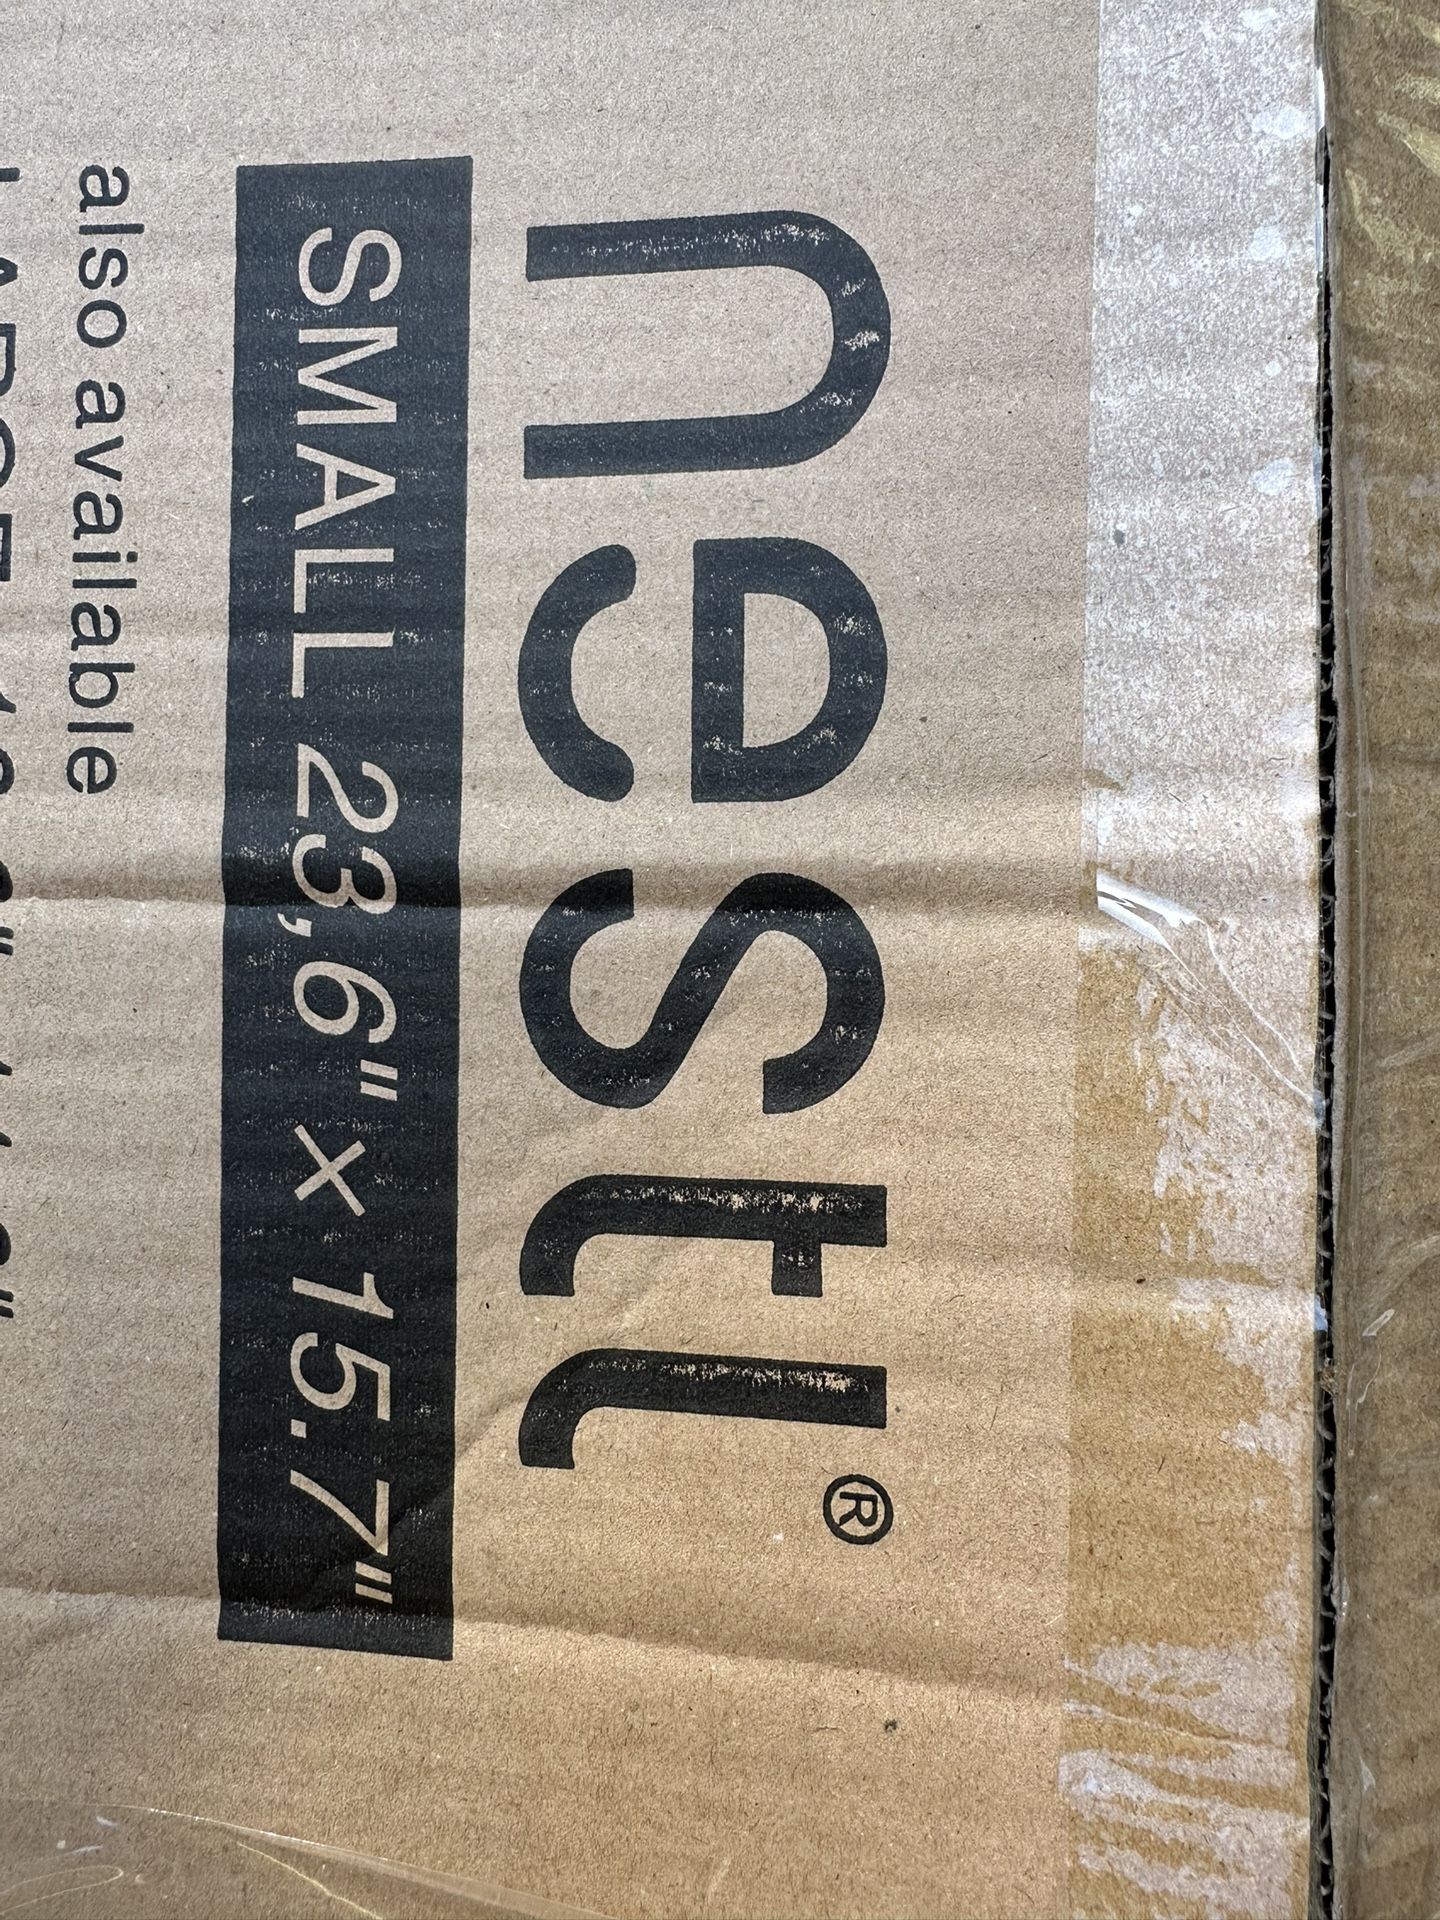 nestl®
SMALL 23,6" × 15.7"
also available